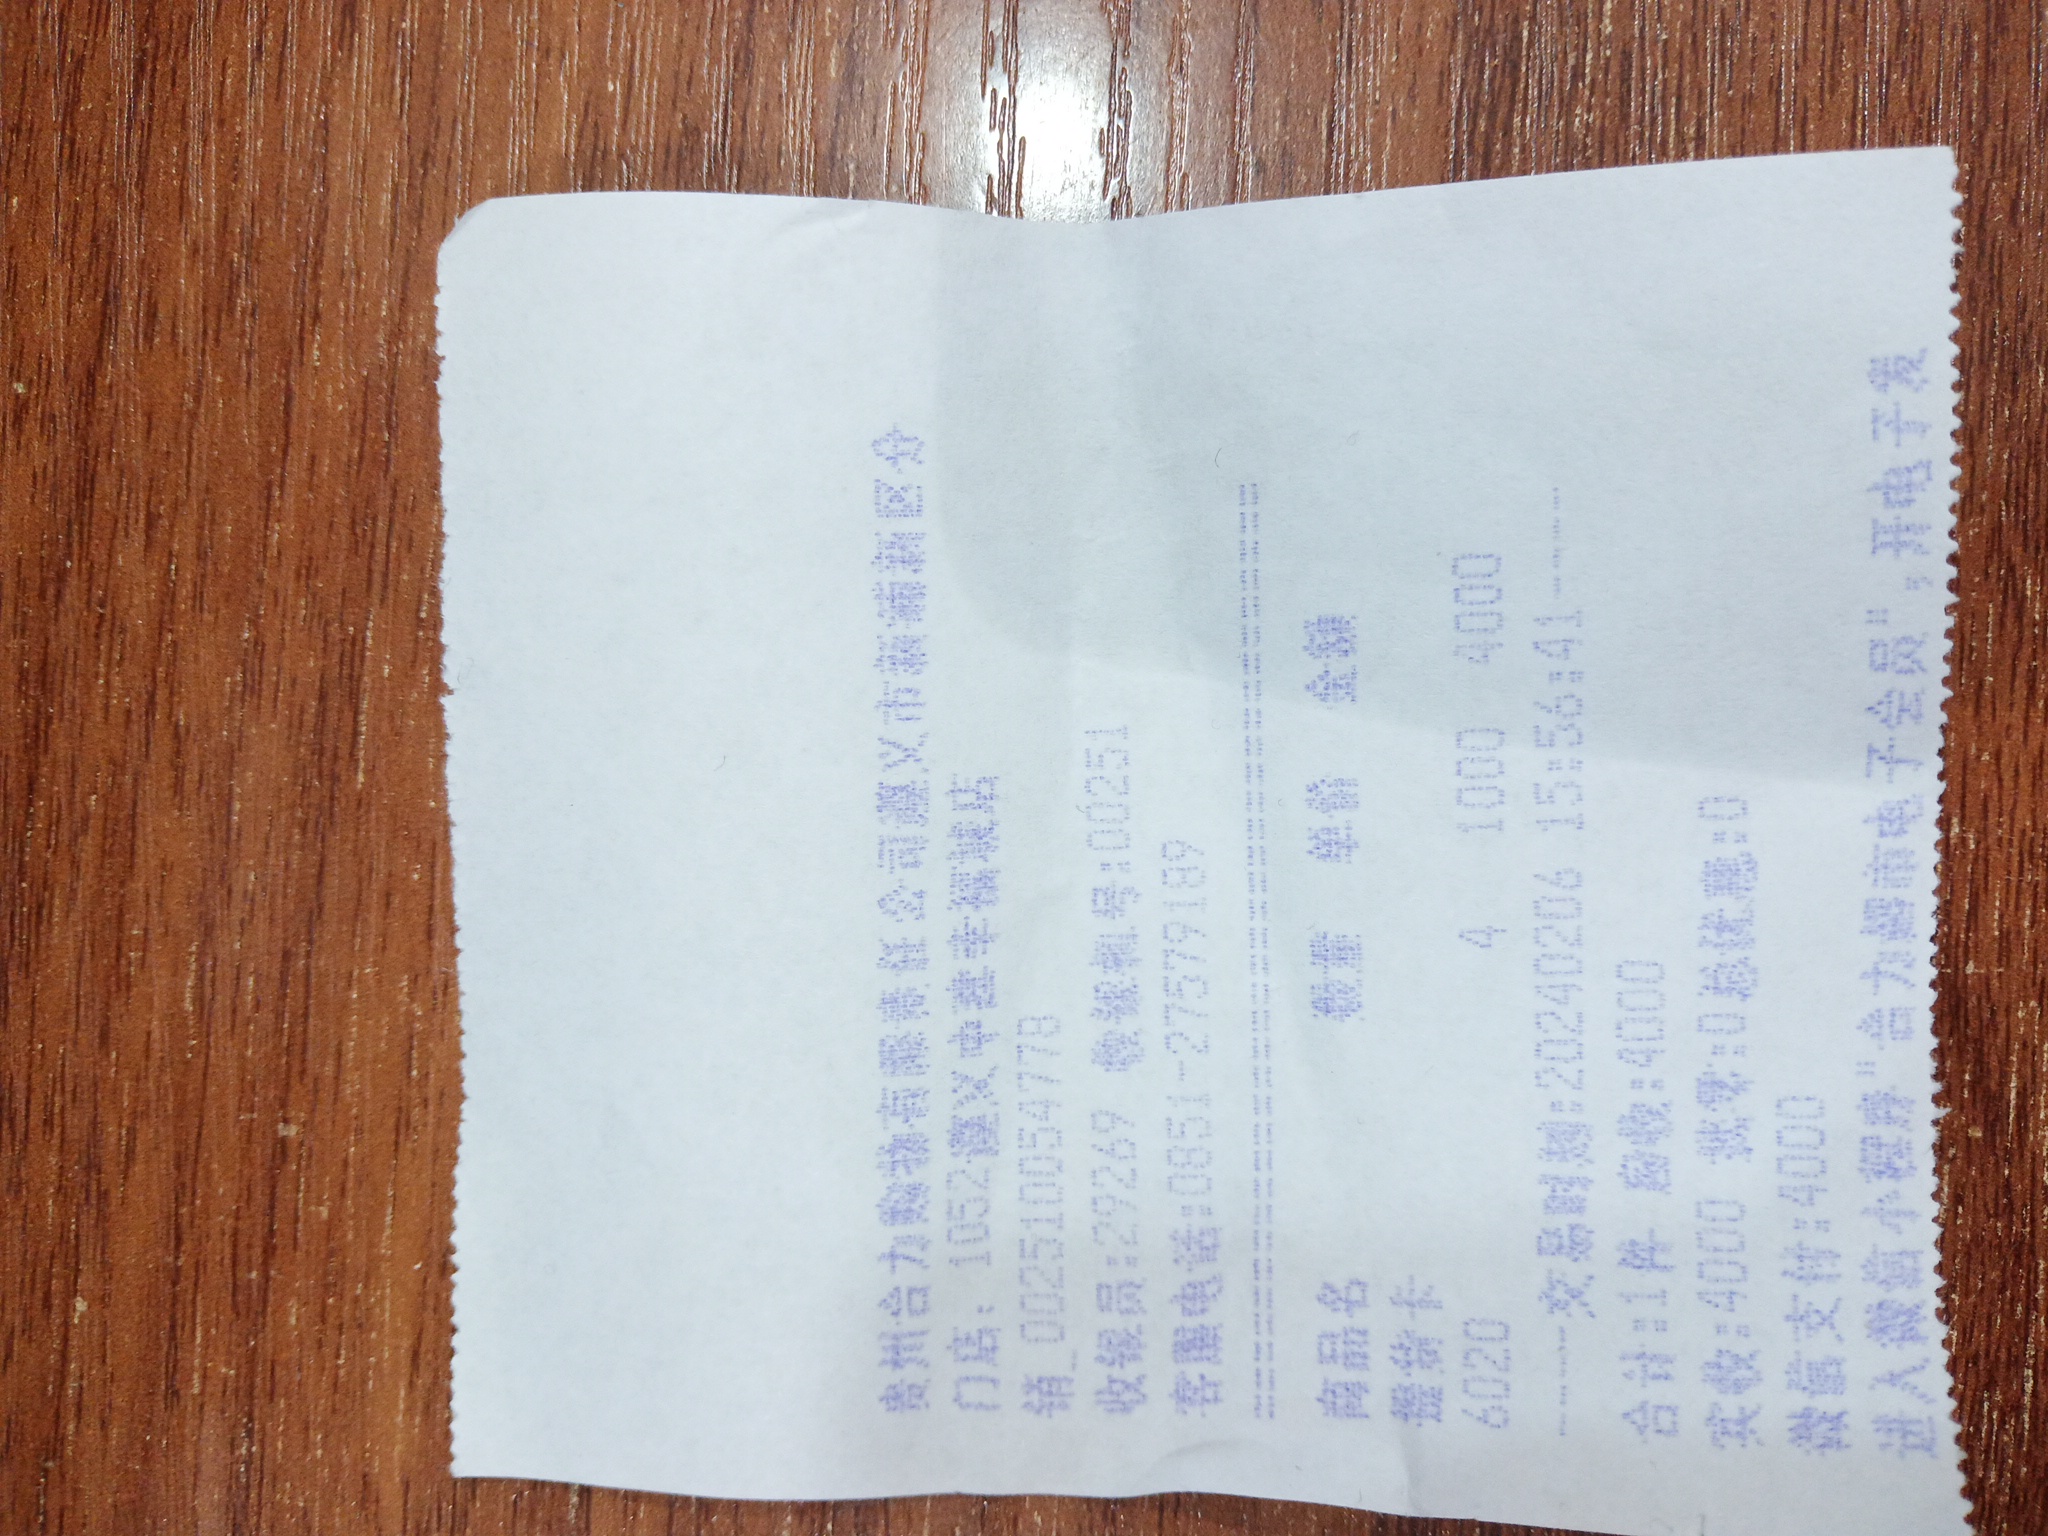 贵州合力购物有限责任公司遵义市播南新区分
门店: 1052遵义中建幸福城店
销_00251005477B
收银员:29269 收银机号:00251
客服电话:0851-27579189
================================
商品名 数量 单价 金额
提货卡
6020 4 1000 4000
-----交易时间:20240206 15:56:41-----
合计:1件 应收:4000
实收:4000 找零:0 总优惠:0
微信支付:4000
进入微信小程序"合力超市电子会员",开电子发